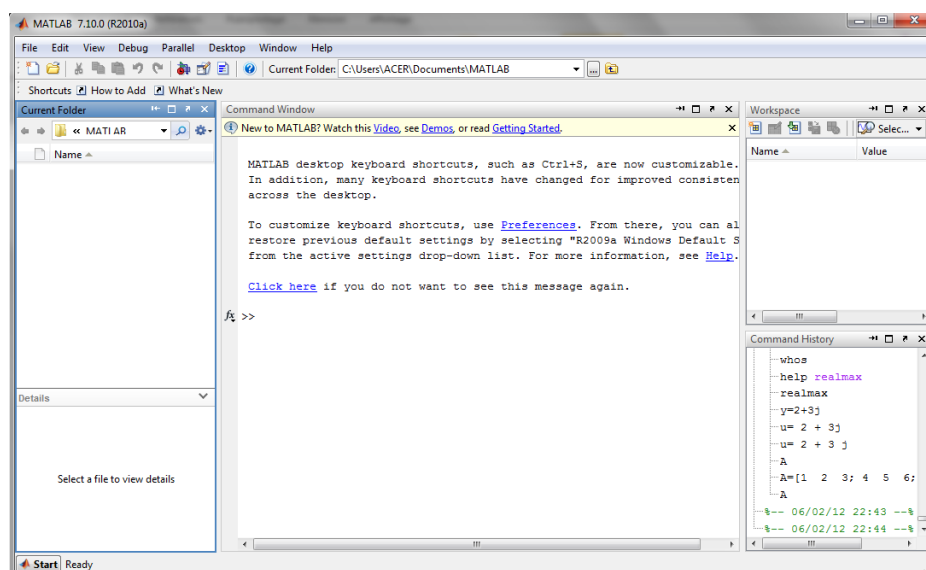 MATLAB 7.10.0 (R2010a)
File Edit View Debug Parallel Desktop Window Help
Current Folder: C:\Users\ACER\Documents\MATLAB
Shortcuts How to Add What's New
Current Folder
« MATLAB
Name
Details
Select a file to view details
Command Window
New to MATLAB? Watch this Video, see Demos, or read Getting Started.
MATLAB desktop keyboard shortcuts, such as Ctrl+S, are now customizable.
In addition, many keyboard shortcuts have changed for improved consisten
across the desktop.
To customize keyboard shortcuts, use Preferences. From there, you can al
restore previous default settings by selecting "R2009a Windows Default S
from the active settings drop-down list. For more information, see Help.
Click here if you do not want to see this message again.
fx >>
Workspace
Selec...
Name Value
Command History
whos
help realmax
realmax
y=2+3j
u= 2 + 3j
u= 2 + 3 j
A
A=[1 2 3; 4 5 6;
A
%-- 06/02/12 22:43 --%
%-- 06/02/12 22:44 --%
Start Ready